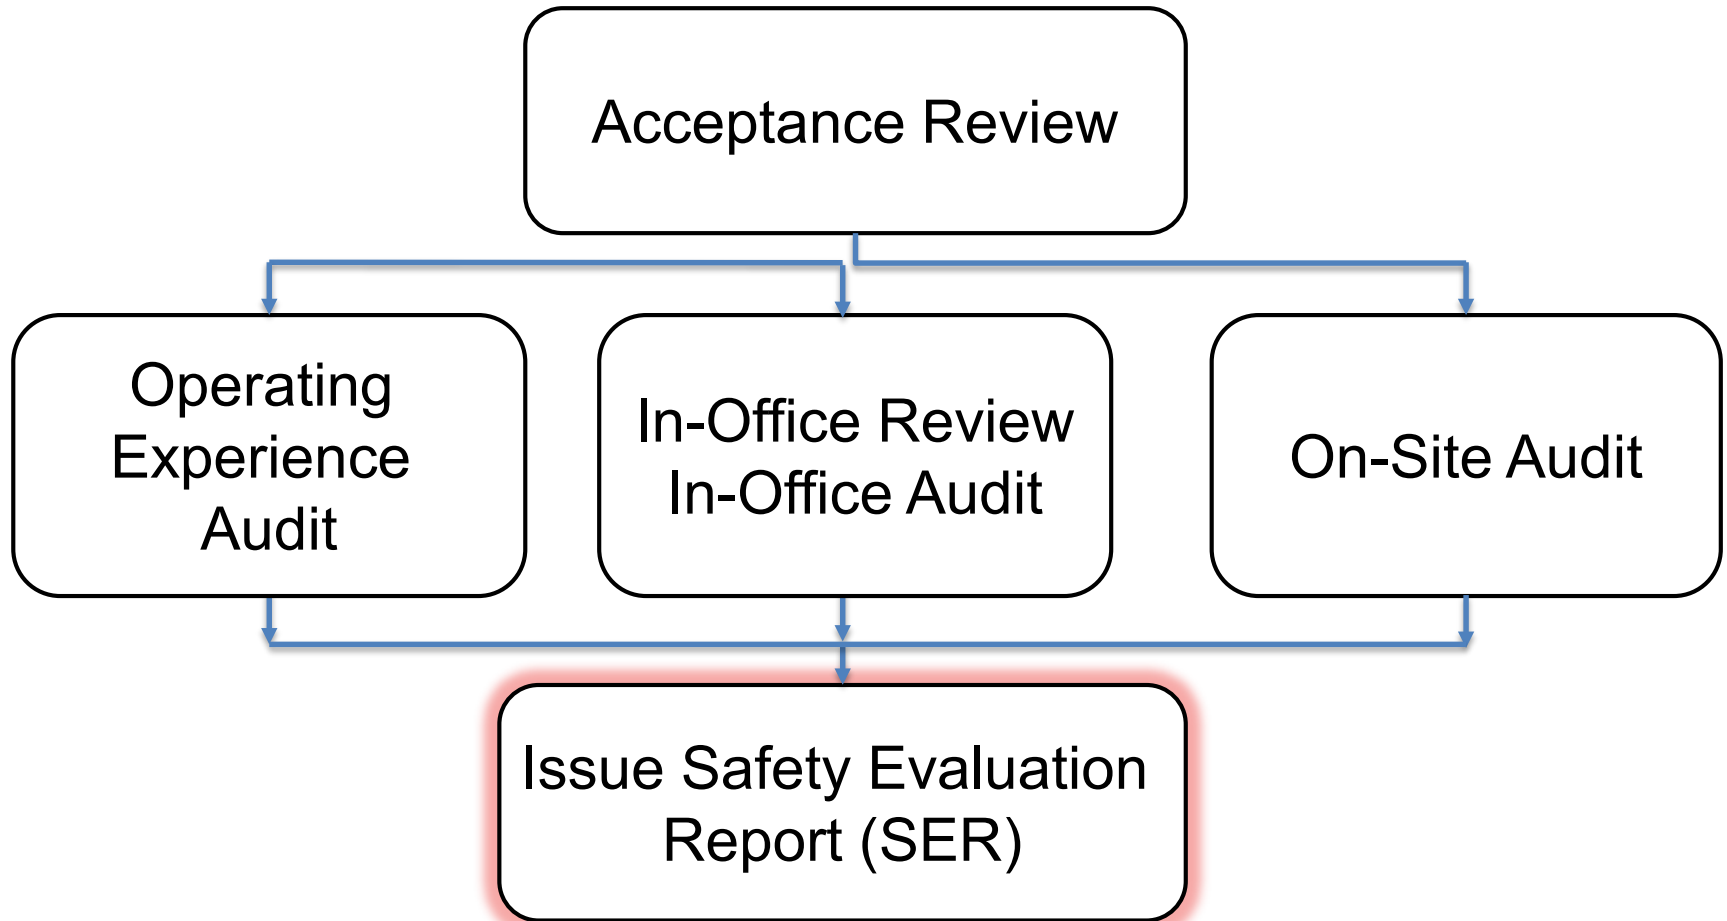 Acceptance Review
Operating
Experience
Audit
In-Office Review
In-Office Audit
On-Site Audit
Issue Safety Evaluation
Report (SER)